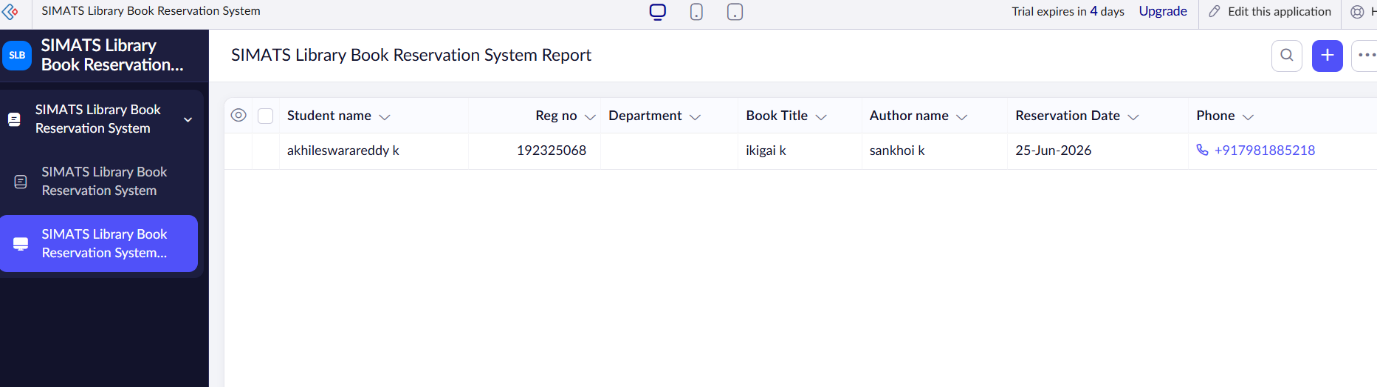 SIMATS Library Book Reservation System
Trial expires in 4 days Upgrade Edit this application H
SLB
SIMATS Library
Book Reservation...
SIMATS Library Book Reservation System Report
SIMATS Library Book
Reservation System
SIMATS Library Book
Reservation System
SIMATS Library Book
Reservation System...
Student name Reg no Department Book Title Author name Reservation Date Phone
akhileswarareddy k 192325068 ikigai k sankhoi k 25-Jun-2026 +917981885218